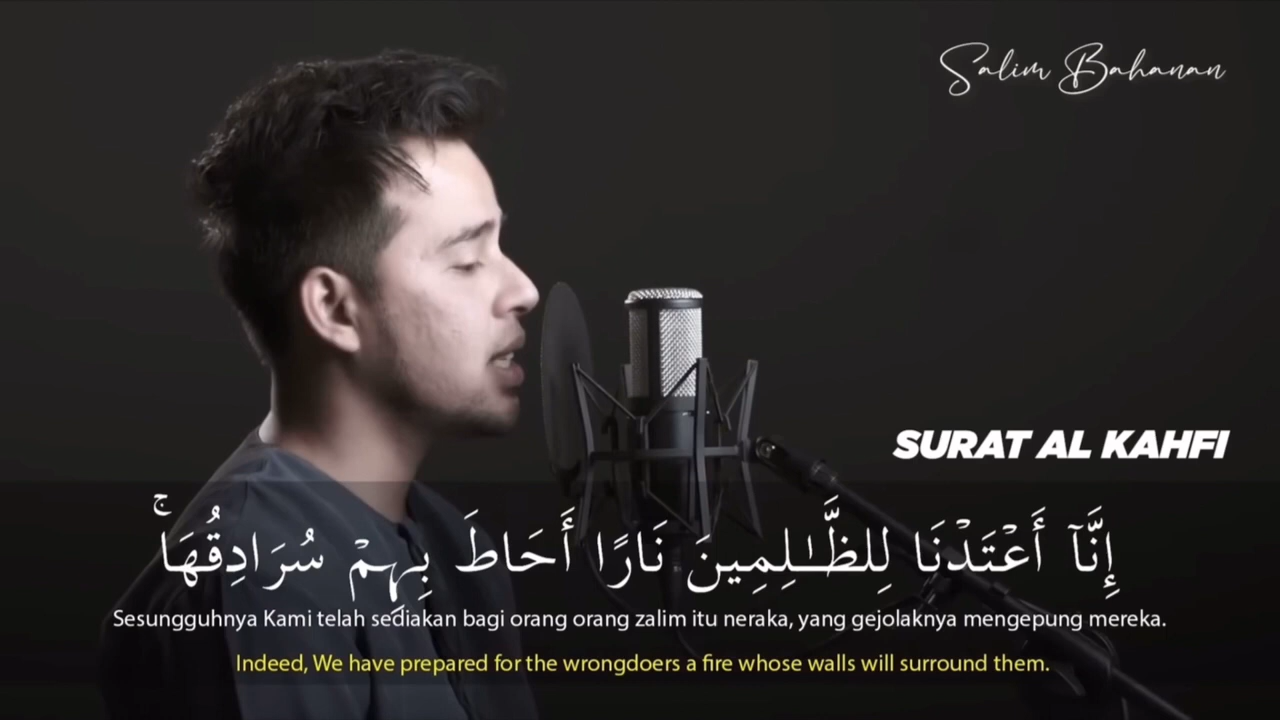 Salim Bahanan
SURAT AL KAHFI
إِنَّآ أَعْتَدْنَا لِلظَّـٰلِمِينَ نَارًا أَحَاطَ بِهِمْ سُرَادِقُهَا ۚ
Sesungguhnya Kami telah sediakan bagi orang orang zalim itu neraka, yang gejolaknya mengepung mereka.
Indeed, We have prepared for the wrongdoers a fire whose walls will surround them.